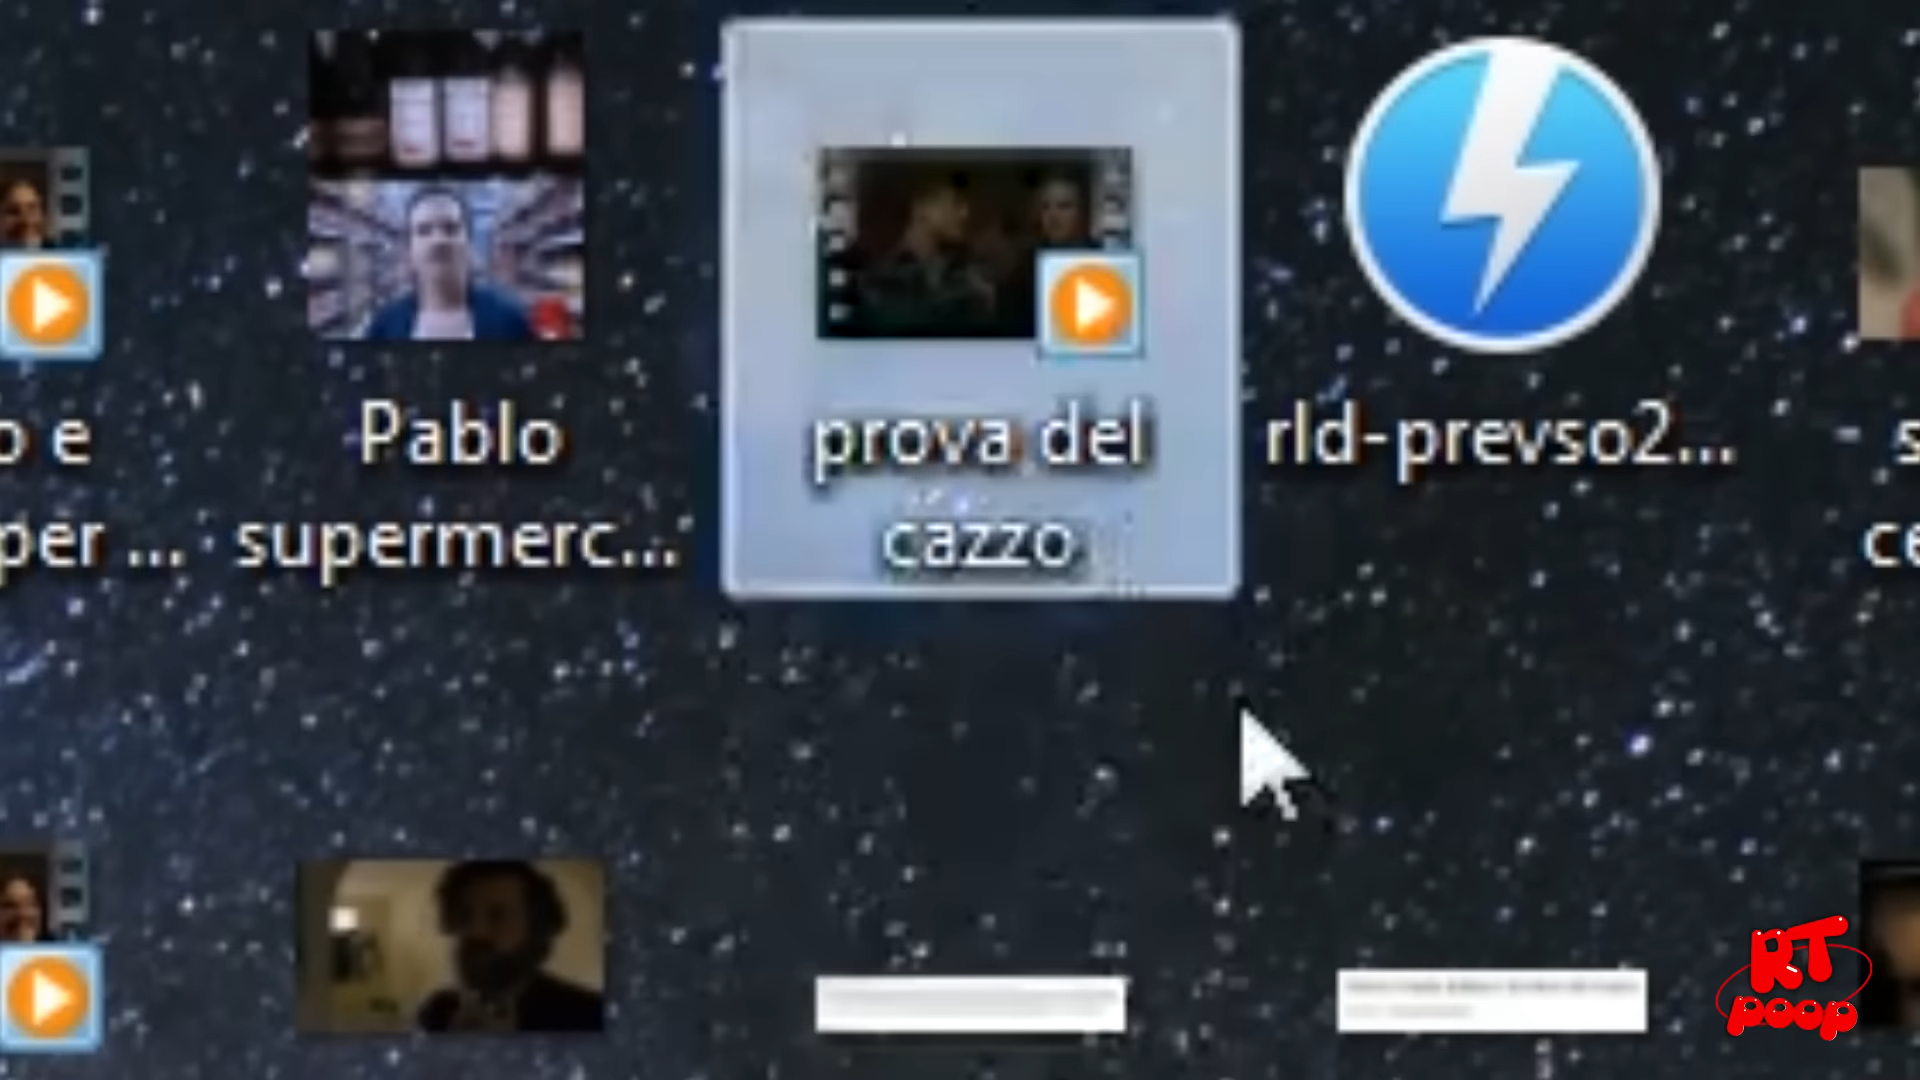 o e
per ...
Pablo
supermerc...
prova del
cazzo
rld-prevso2...
s
ce
RT
poop